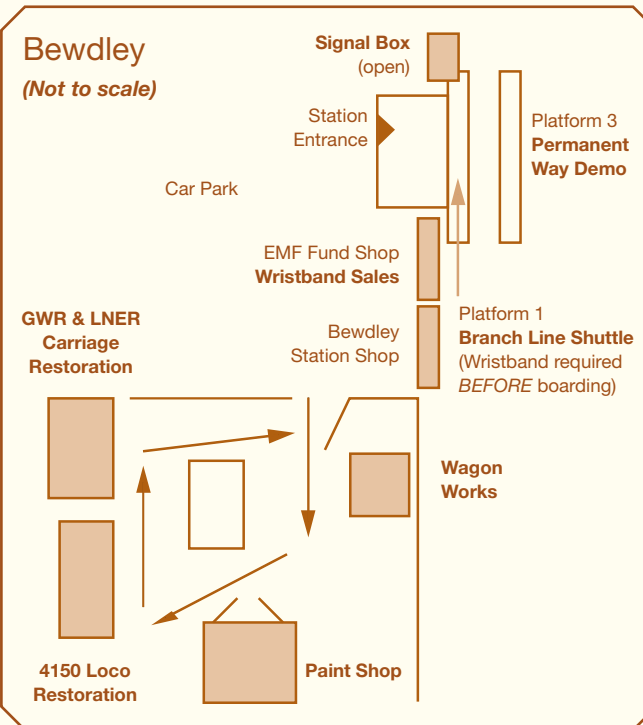 Bewdley
(Not to scale)
Signal Box
(open)
Station
Entrance
Platform 3
Permanent
Way Demo
Car Park
EMF Fund Shop
Wristband Sales
GWR & LNER
Carriage
Restoration
Bewdley
Station Shop
Platform 1
Branch Line Shuttle
(Wristband required
BEFORE boarding)
Wagon
Works
4150 Loco
Restoration
Paint Shop